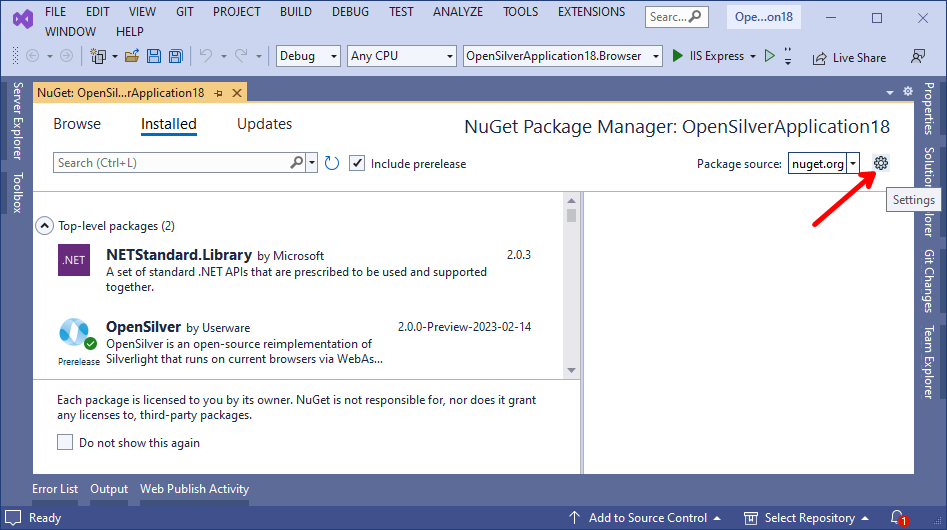 FILE EDIT VIEW GIT PROJECT BUILD DEBUG TEST ANALYZE TOOLS EXTENSIONS
WINDOW HELP
Searc...
Ope...on18
Debug
Any CPU
OpenSilverApplication18.Browser
IIS Express
Live Share
Server Explorer
Toolbox
NuGet: OpenSil...rApplication18
Browse Installed Updates
NuGet Package Manager: OpenSilverApplication18
Search (Ctrl+L)
Include prerelease
Package source: nuget.org
Settings
Top-level packages (2)
.NET
NETStandard.Library by Microsoft 2.0.3
A set of standard .NET APIs that are prescribed to be used and supported
together.
OpenSilver by Userware 2.0.0-Preview-2023-02-14
OpenSilver is an open-source reimplementation of
Silverlight that runs on current browsers via WebAs...
Prerelease
Each package is licensed to you by its owner. NuGet is not responsible for, nor does it grant
any licenses to, third-party packages.
Do not show this again
Properties
Git Changes
Team Explorer
Error List Output Web Publish Activity
Ready
Add to Source Control
Select Repository
1